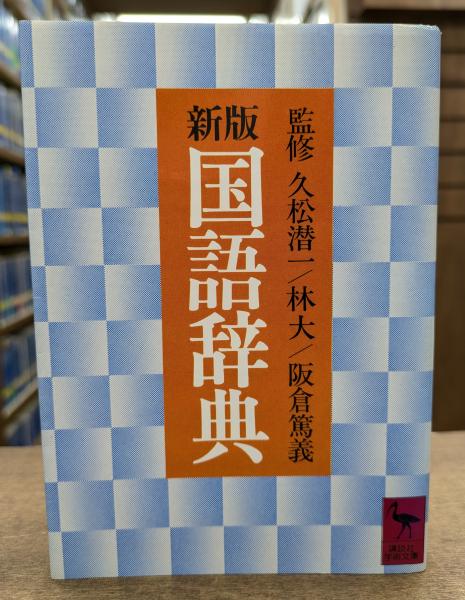 監修 久松潜一/林大/阪倉篤義
新版
国語辞典
講談社
学術文庫